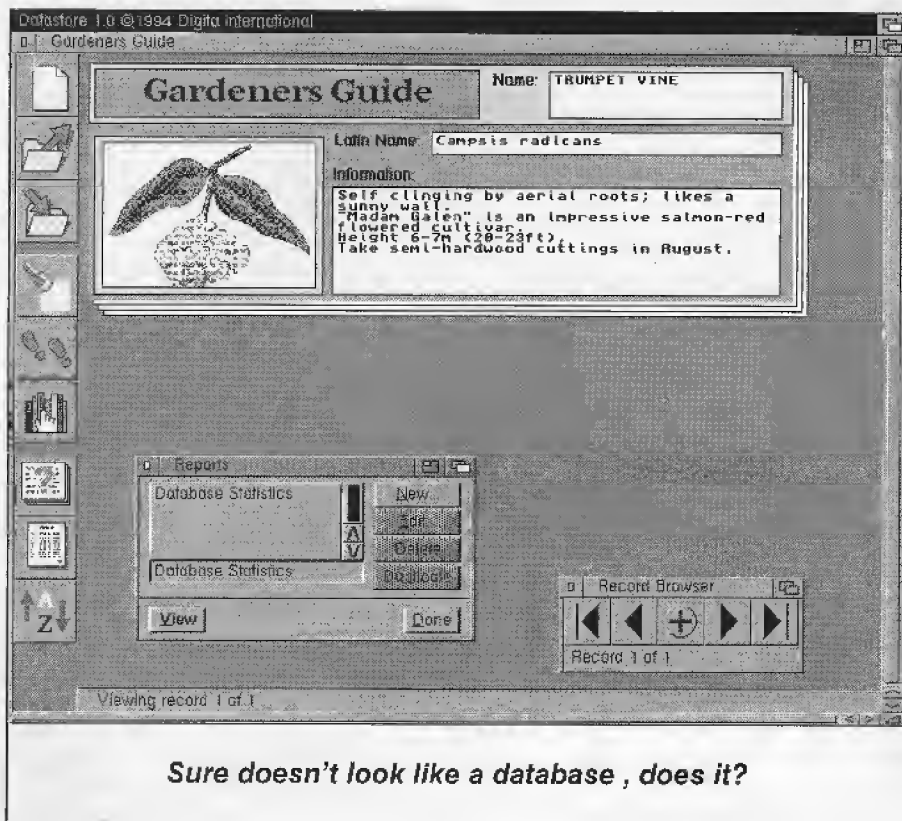 Datastore 1.0 ©1994 Digita International
Gardeners Guide
Gardeners Guide
Name: TRUMPET VINE
Latin Name: Campsis radicans
Information:
Self clinging by aerial roots; likes a
sunny wall.
"Madam Galen" is an impressive salmon-red
flowered cultivar.
Height 6-7m (20-23ft).
Take semi-hardwood cuttings in August.
Reports
Database Statistics
New...
Edit
Delete
Duplicate
Database Statistics
View
Done
A
Z
Record Browser
Record 1 of 1
Viewing record 1 of 1
Sure doesn't look like a database , does it?